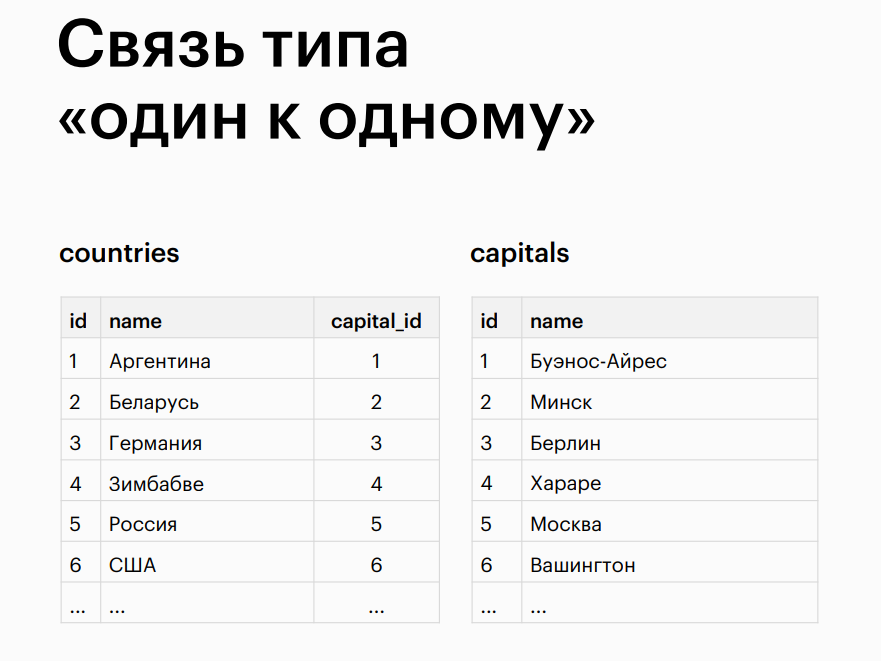 Связь типа
«один к одному»
countries
id name capital_id
1 Аргентина 1
2 Беларусь 2
3 Германия 3
4 Зимбабве 4
5 Россия 5
6 США 6
... ... ...
capitals
id name
1 Буэнос-Айрес
2 Минск
3 Берлин
4 Хараре
5 Москва
6 Вашингтон
... ...